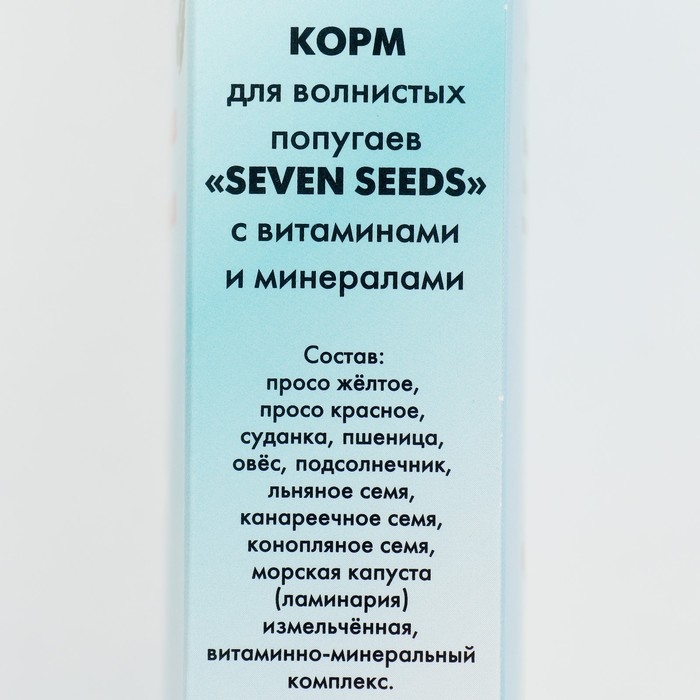 КОРМ
для волнистых
попугаев
«SEVEN SEEDS»
с витаминами
и минералами
Состав:
просо жёлтое,
просо красное,
суданка, пшеница,
овёс, подсолнечник,
льняное семя,
канареечное семя,
конопляное семя,
морская капуста
(ламинария)
измельчённая,
витаминно-минеральный
комплекс.